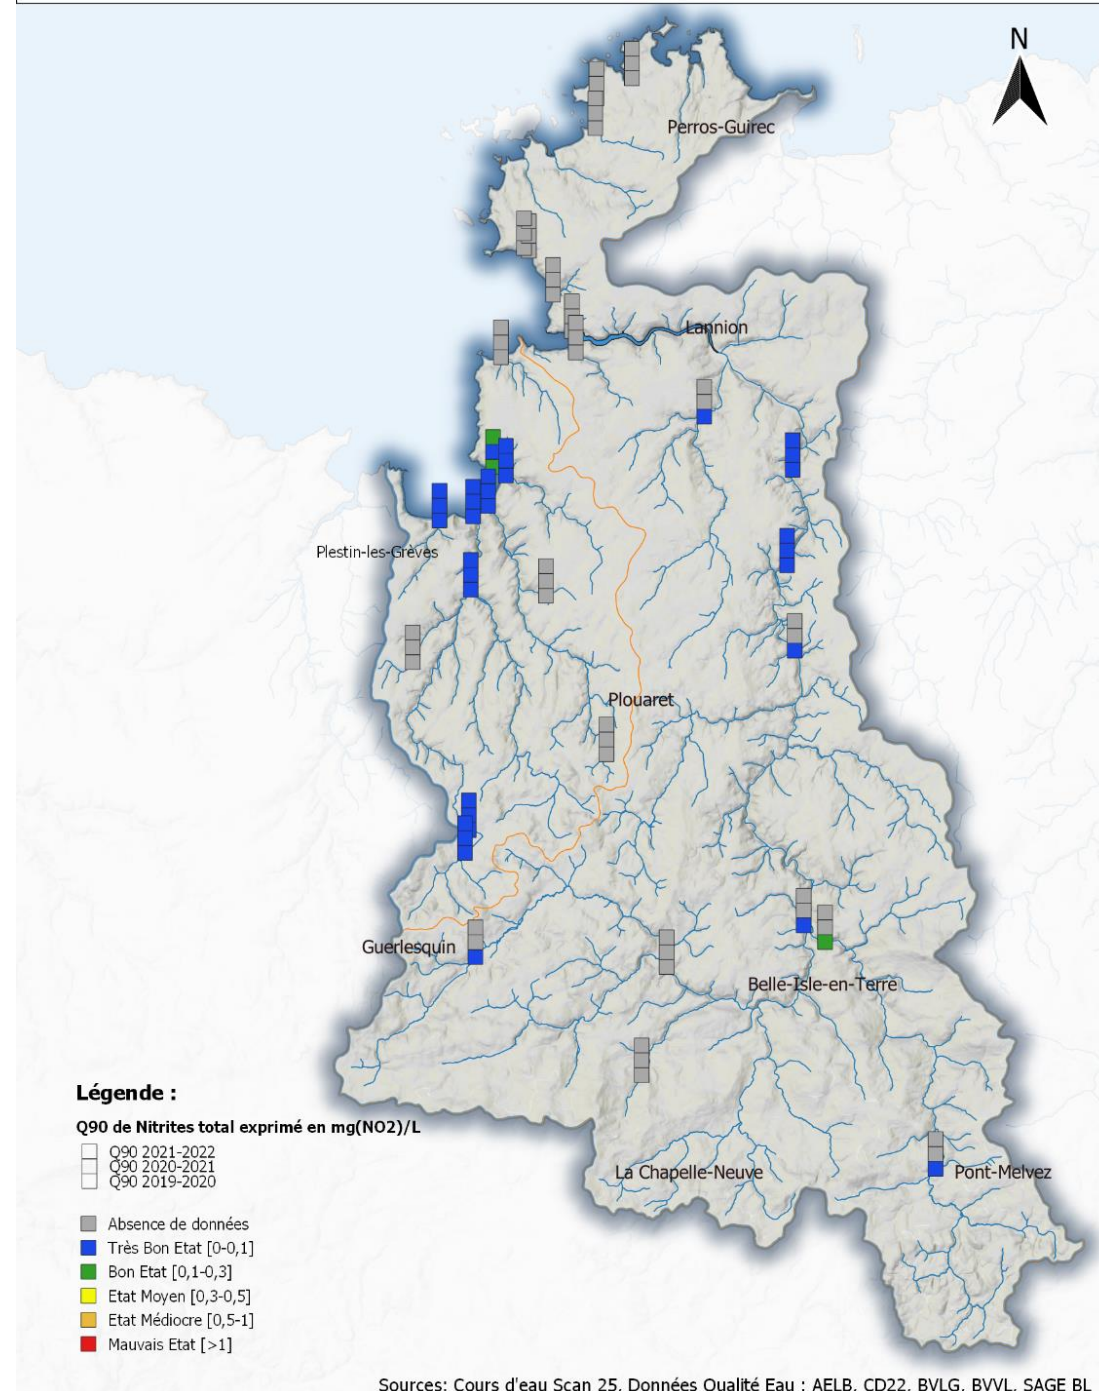 N
Perros-Guirec
Lannion
Plestin-les-Grèves
Plouaret
Guerlesquin
Belle-Isle-en-Terre
La Chapelle-Neuve
Pont-Melvez
Légende :
Q90 de Nitrites total exprimé en mg(NO2)/L
Q90 2021-2022
Q90 2020-2021
Q90 2019-2020
Absence de données
Très Bon Etat [0-0,1]
Bon Etat [0,1-0,3]
Etat Moyen [0,3-0,5]
Etat Médiocre [0,5-1]
Mauvais Etat [>1]
Sources: Cours d'eau Scan 25, Données Qualité Eau : AELB, CD22, BVLG, BVVL, SAGE BL